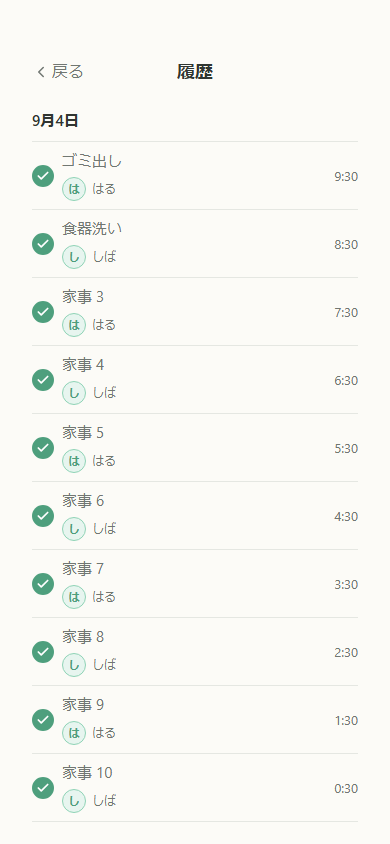 戻る 履歴
9月4日
ゴミ出し
は はる 9:30
食器洗い
し しば 8:30
家事 3
は はる 7:30
家事 4
し しば 6:30
家事 5
は はる 5:30
家事 6
し しば 4:30
家事 7
は はる 3:30
家事 8
し しば 2:30
家事 9
は はる 1:30
家事 10
し しば 0:30